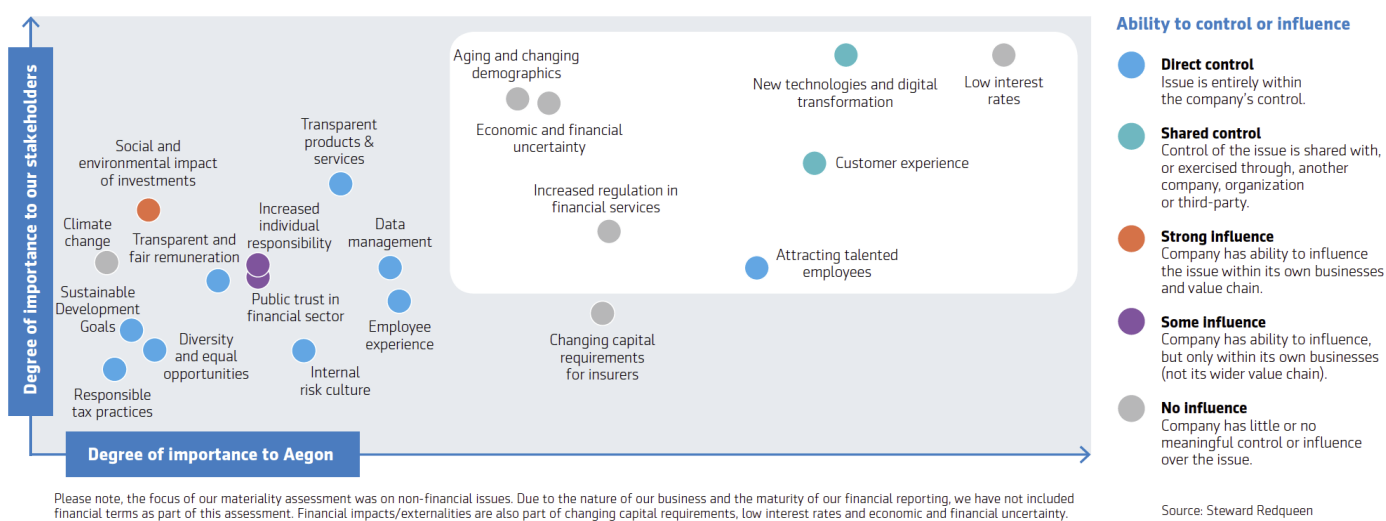 Degree of importance to our stakeholders
Aging and changing
demographics
New technologies and digital
transformation
Low interest
rates
Economic and financial
uncertainty
Transparent
products &
services
Customer experience
Social and
environmental impact
of investments
Increased regulation in
financial services
Increased
individual
responsibility
Climate
change
Transparent and
fair remuneration
Data
management
Attracting talented
employees
Sustainable
Development
Goals
Public trust in
financial sector
Employee
experience
Diversity
and equal
opportunities
Changing capital
requirements
for insurers
Internal
risk culture
Responsible
tax practices
Degree of importance to Aegon
Ability to control or influence
Direct control
Issue is entirely within
the company's control.
Shared control
Control of the issue is shared with,
or exercised through, another
company, organization
or third-party.
Strong influence
Company has ability to influence
the issue within its own businesses
and value chain.
Some influence
Company has ability to influence,
but only within its own businesses
(not its wider value chain).
No influence
Company has little or no
meaningful control or influence
over the issue.
Please note, the focus of our materiality assessment was on non-financial issues. Due to the nature of our business and the maturity of our financial reporting, we have not included
financial terms as part of this assessment. Financial impacts/externalities are also part of changing capital requirements, low interest rates and economic and financial uncertainty.
Source: Steward Redqueen